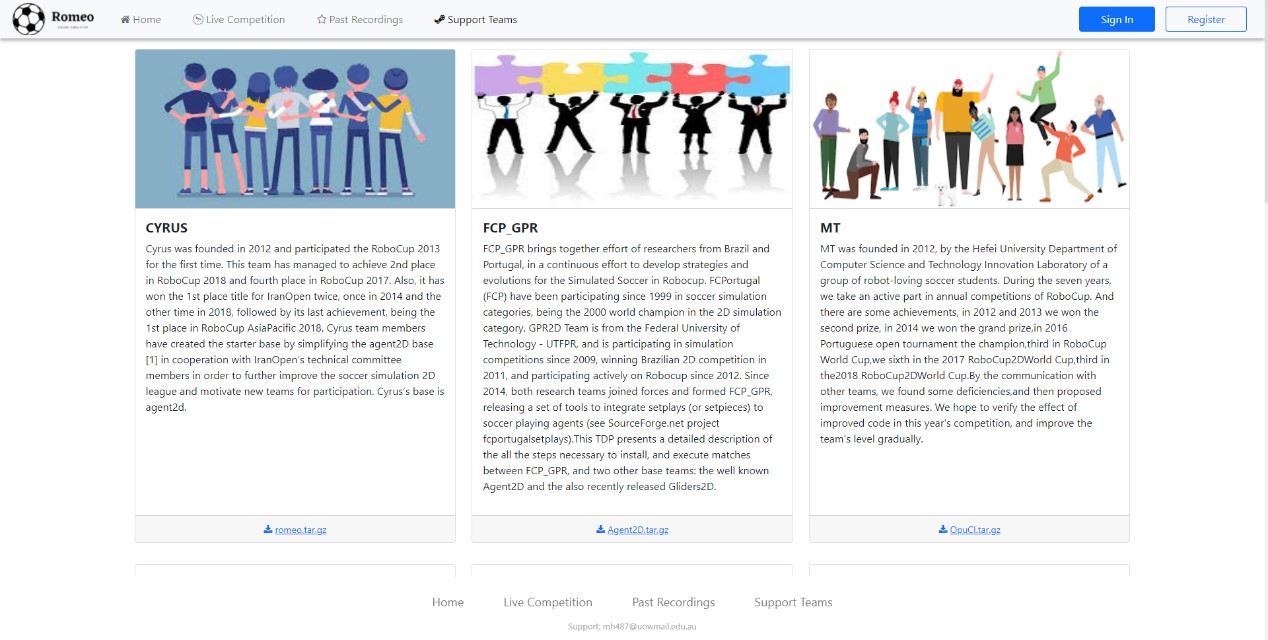 Romeo
Home
Live Competition
Past Recordings
Support Teams
Sign In
Register
CYRUS
Cyrus was founded in 2012 and participated the RoboCup 2013
for the first time. This team has managed to achieve 2nd place
in RoboCup 2018 and fourth place in RoboCup 2017. Also, it has
won the 1st place title for IranOpen twice, once in 2014 and the
other time in 2018, followed by its last achievement, being the
1st place in RoboCup AsiaPacific 2018. Cyrus team members
have created the starter base by simplifying the agent2D base
[1] in cooperation with IranOpen's technical committee
members in order to further improve the soccer simulation 2D
league and motivate new teams for participation. Cyrus's base is
agent2d.
romeo.tar.gz
FCP_GPR
FCP_GPR brings together effort of researchers from Brazil and
Portugal, in a continuous effort to develop strategies and
evolutions for the Simulated Soccer in Robocup. FCPortugal
(FCP) have been participating since 1999 in soccer simulation
categories, being the 2000 world champion in the 2D simulation
category. GPR2D Team is from the Federal University of
Technology - UTFPR, and is participating in simulation
competitions since 2009, winning Brazilian 2D competition in
2011, and participating actively on Robocup since 2012. Since
2014, both research teams joined forces and formed FCP_GPR,
releasing a set of tools to integrate setplays (or setpieces) to
soccer playing agents (see SourceForge.net project
fcportugalsetplays).This TDP presents a detailed description of
the all the steps necessary to install, and execute matches
between FCP_GPR, and two other base teams: the well known
Agent2D and the also recently released Gliders2D.
Agent2D.tar.gz
MT
MT was founded in 2012, by the Hefei University Department of
Computer Science and Technology Innovation Laboratory of a
group of robot-loving soccer students. During the seven years,
we take an active part in annual competitions of RoboCup. And
there are some achievements, in 2012 and 2013 we won the
second prize, in 2014 we won the grand prize,in 2016
Portuguese open tournament the champion,third in RoboCup
World Cup,we sixth in the 2017 RoboCup2DWorld Cup,third in
the2018 RoboCup2DWorld Cup.By the communication with
other teams, we found some deficiencies,and then proposed
improvement measures. We hope to verify the effect of
improved code in this year's competition, and improve the
team's level gradually.
OpuCI.tar.gz
Home
Live Competition
Past Recordings
Support Teams
Support: mh487@uowmail.edu.au